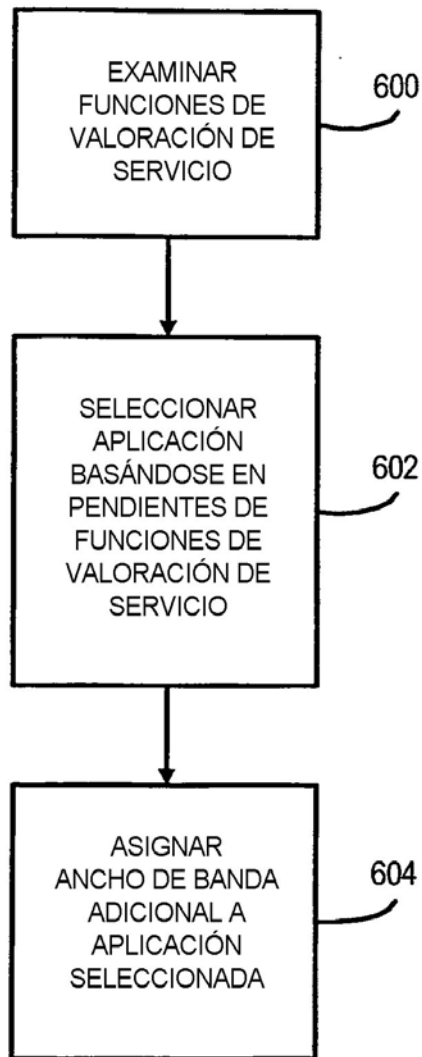 EXAMINAR
FUNCIONES DE
VALORACIÓN DE
SERVICIO
600
SELECCIONAR
APLICACIÓN
BASÁNDOSE EN
PENDIENTES DE
FUNCIONES DE
VALORACIÓN DE
SERVICIO
602
ASIGNAR
ANCHO DE BANDA
ADICIONAL A
APLICACIÓN
SELECCIONADA
604